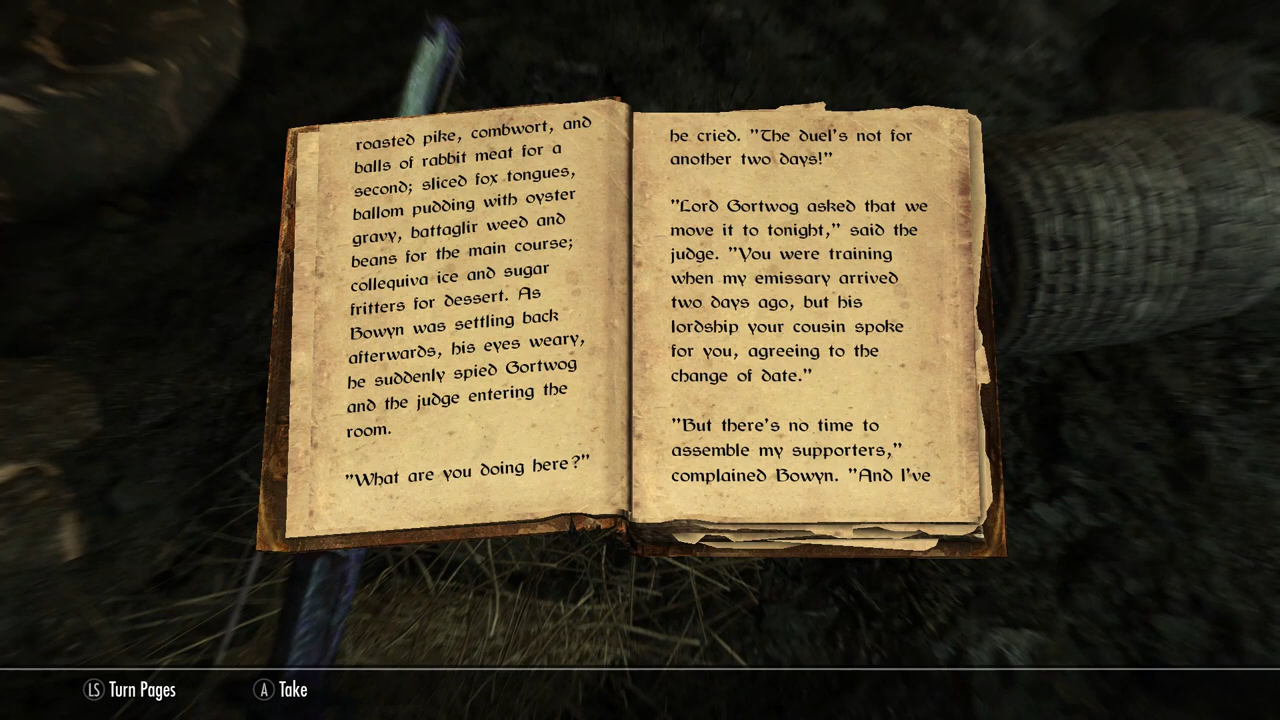 roasted pike, combwort, and
balls of rabbit meat for a
second; sliced fox tongues,
ballom pudding with oyster
gravy, battaglir weed and
beans for the main course;
collequiva ice and sugar
fritters for dessert. As
Bowyn was settling back
afterwards, his eyes weary,
he suddenly spied Gortwog
and the judge entering the
room.
"What are you doing here?"
he cried. "The duel's not for
another two days!"
"Lord Gortwog asked that we
move it to tonight," said the
judge. "You were training
when my emissary arrived
two days ago, but his
lordship your cousin spoke
for you, agreeing to the
change of date."
"But there's no time to
assemble my supporters,"
complained Bowyn. "And I've
LS Turn Pages
A Take